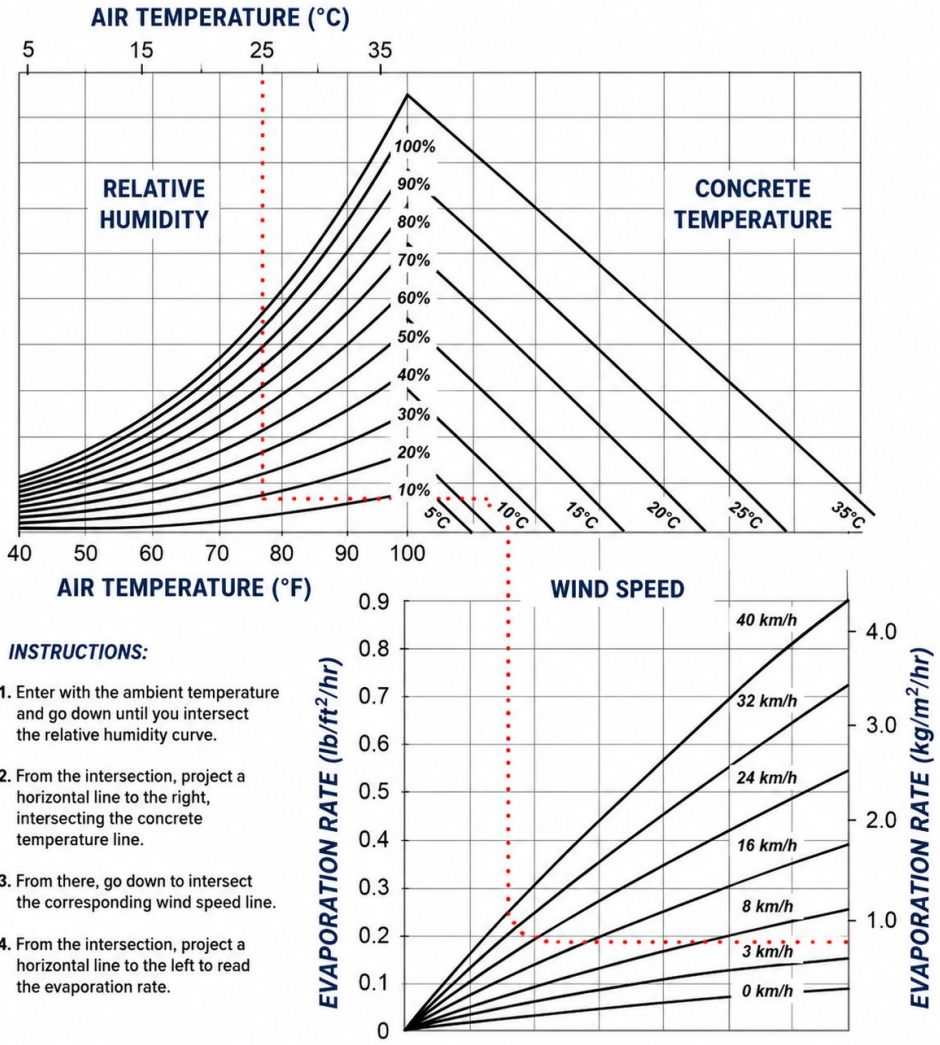 AIR TEMPERATURE (°C)
5 15 25 35
RELATIVE
HUMIDITY
CONCRETE
TEMPERATURE
100%
90%
80%
70%
60%
50%
40%
30%
20%
10%
5°C 10°C 15°C 20°C 25°C 35°C
40 50 60 70 80 90 100
AIR TEMPERATURE (°F)
WIND SPEED
INSTRUCTIONS:
1. Enter with the ambient temperature
and go down until you intersect
the relative humidity curve.
2. From the intersection, project a
horizontal line to the right,
intersecting the concrete
temperature line.
3. From there, go down to intersect
the corresponding wind speed line.
4. From the intersection, project a
horizontal line to the left to read
the evaporation rate.
EVAPORATION RATE (lb/ft²/hr)
0.9
0.8
0.7
0.6
0.5
0.4
0.3
0.2
0.1
0
40 km/h
32 km/h
24 km/h
16 km/h
8 km/h
3 km/h
0 km/h
4.0
3.0
2.0
1.0
EVAPORATION RATE (kg/m²/hr)